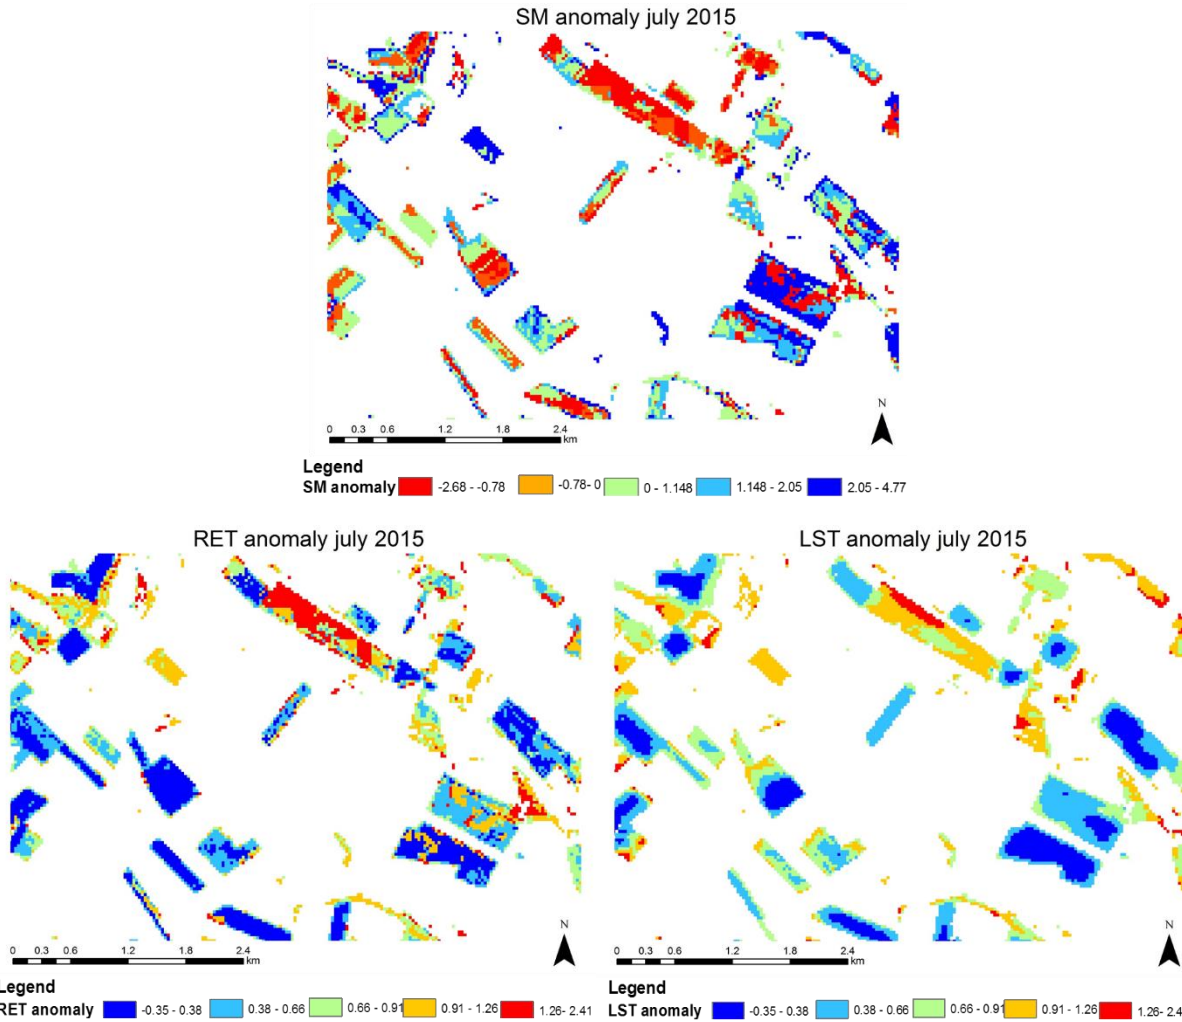 SM anomaly july 2015
N
0 0.3 0.6 1.2 1.8 2.4
km
Legend
SM anomaly -2.68 - -0.78 -0.78- 0 0 - 1.148 1.148 - 2.05 2.05 - 4.77
RET anomaly july 2015 LST anomaly july 2015
N N
0 0.3 0.6 1.2 1.8 2.4 0 0.3 0.6 1.2 1.8 2.4
km km
Legend Legend
RET anomaly -0.35 - 0.38 0.38 - 0.66 0.66 - 0.91 0.91 - 1.26 1.26- 2.41 LST anomaly -0.35 - 0.38 0.38 - 0.66 0.66 - 0.91 0.91 - 1.26 1.26- 2.4